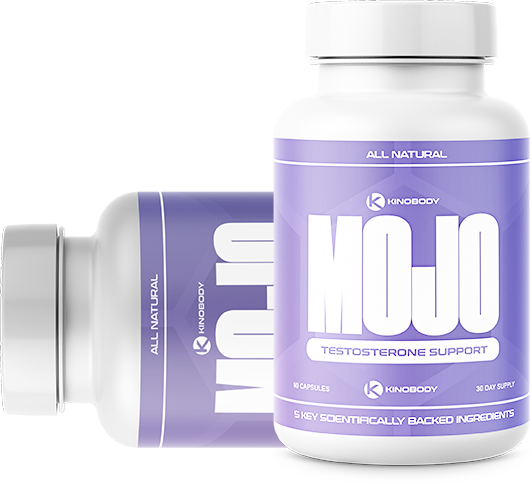 ALL NATURAL
KINOBODY
MOJO
TESTOSTERONE SUPPORT
90 CAPSULES
KINOBODY
30 DAY SUPPLY
5 KEY SCIENTIFICALLY BACKED INGREDIENTS
ALL NATURAL
KINOBODY
MOJO